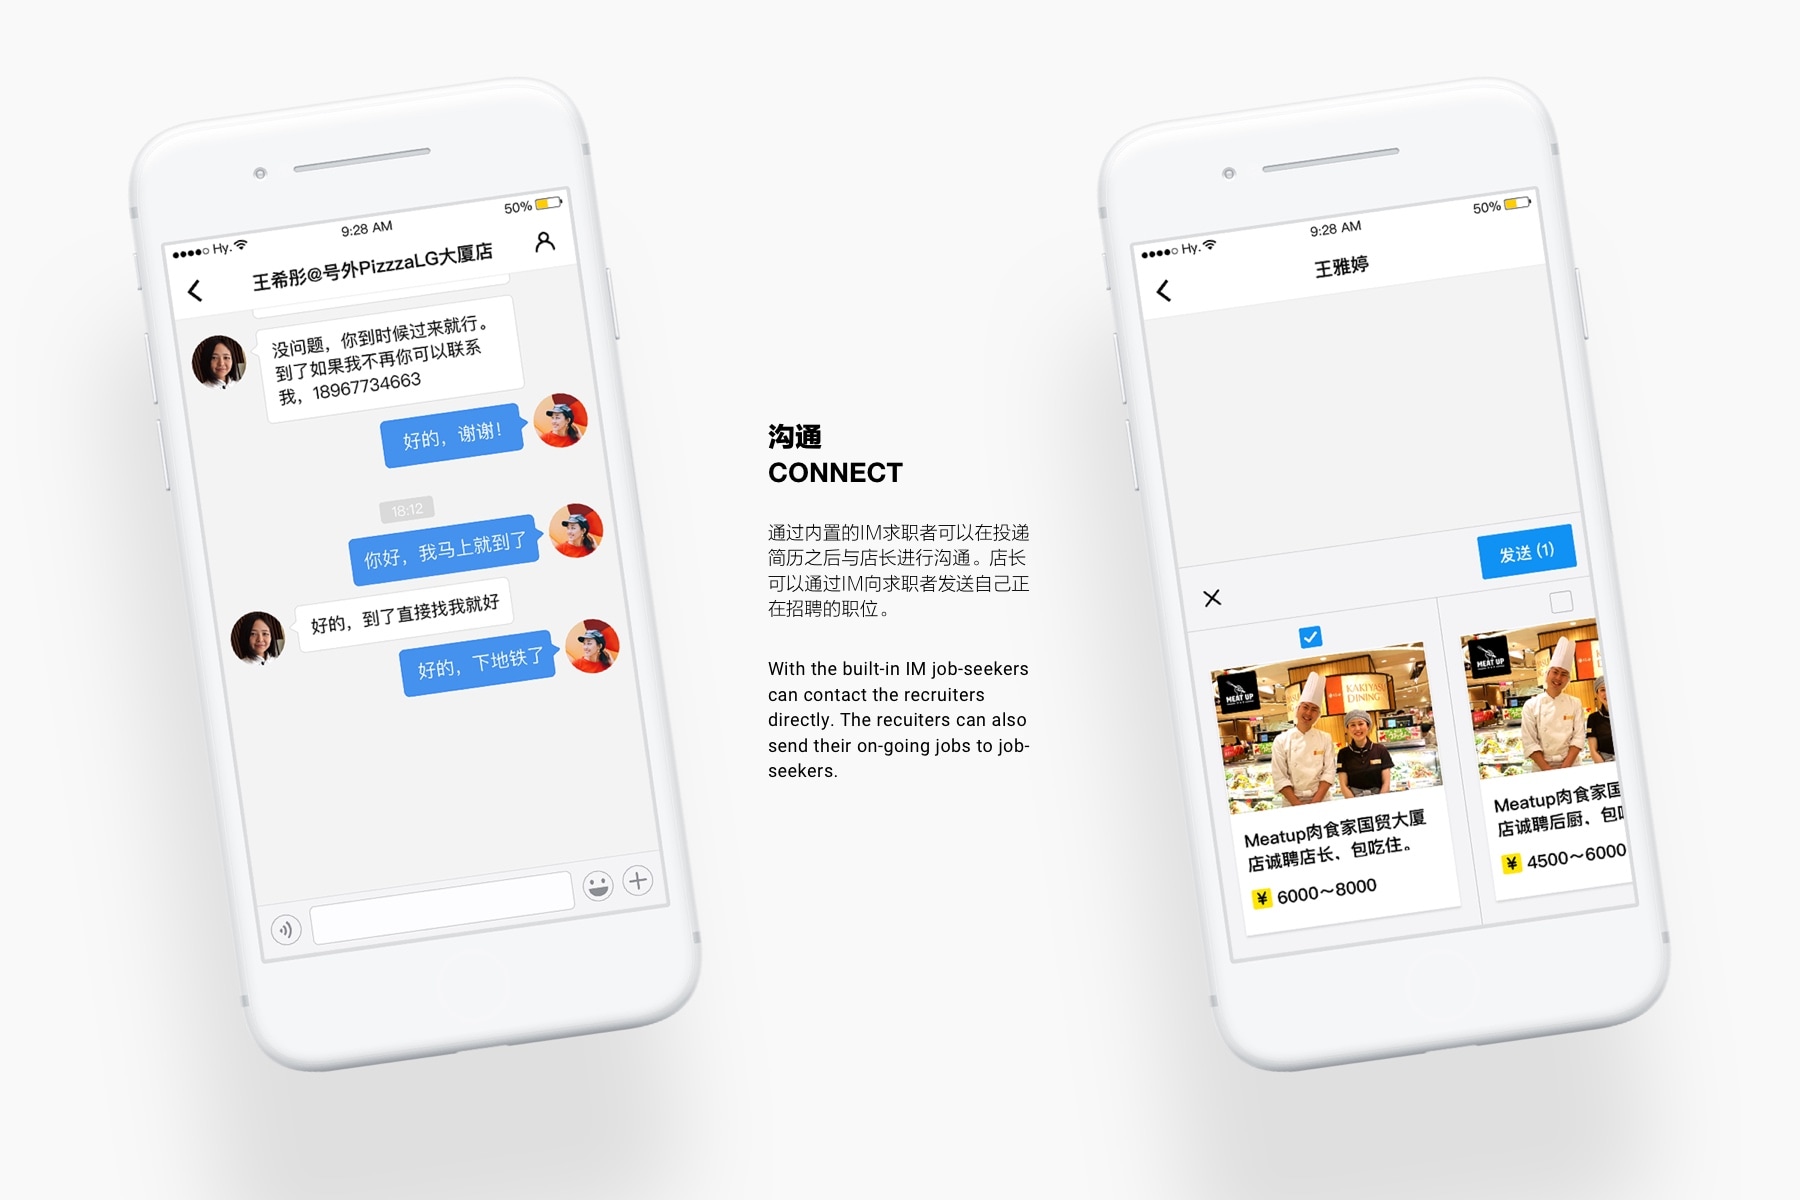 Hy.
9:28 AM
50%
王希彤@号外PizzzaLG大厦店
没问题，你到时候过来就行。
到了如果我不再你可以联系
我，18967734663
好的，谢谢！
18:12
你好，我马上就到了
好的，到了直接找我就好
好的，下地铁了
沟通
CONNECT
通过内置的IM求职者可以在投递
简历之后与店长进行沟通。店长
可以通过IM向求职者发送自己正
在招聘的职位。
With the built-in IM job-seekers
can contact the recruiters
directly. The recuiters can also
send their on-going jobs to job-
seekers.
Hy.
9:28 AM
50%
王雅婷
发送 (1)
MEAT UP
KAKIYAS
DINING
Meatup肉食家国贸大厦
店诚聘店长、包吃住。
¥ 6000～8000
MEAT UP
Meatup肉食家国
店诚聘后厨、包吃
¥ 4500～6000